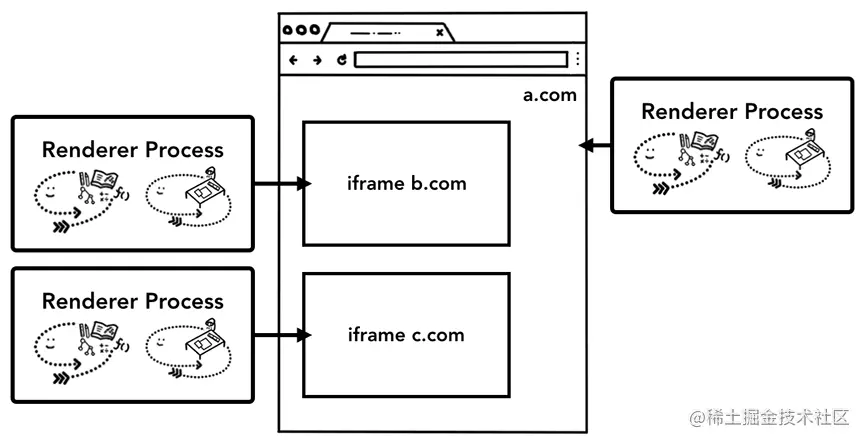 a.com
Renderer Process
Renderer Process
iframe b.com
Renderer Process
iframe c.com
@稀土掘金技术社区